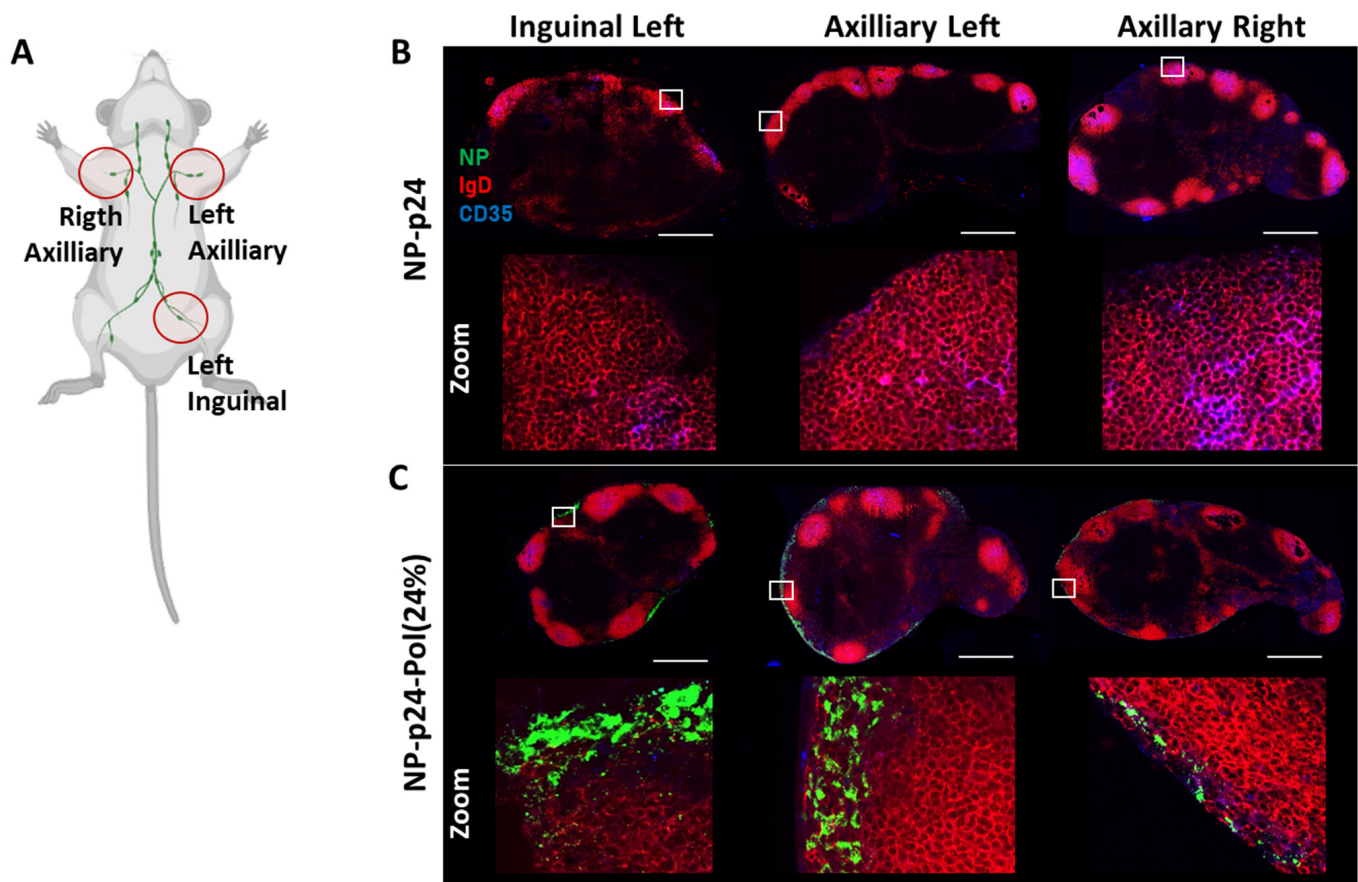 A
Rigth
Axilliary
Left
Axilliary
Left
Inguinal
Inguinal Left
Axilliary Left
Axillary Right
B
NP-p24
NP
IgD
CD35
Zoom
C
NP-p24-Pol(24%)
Zoom